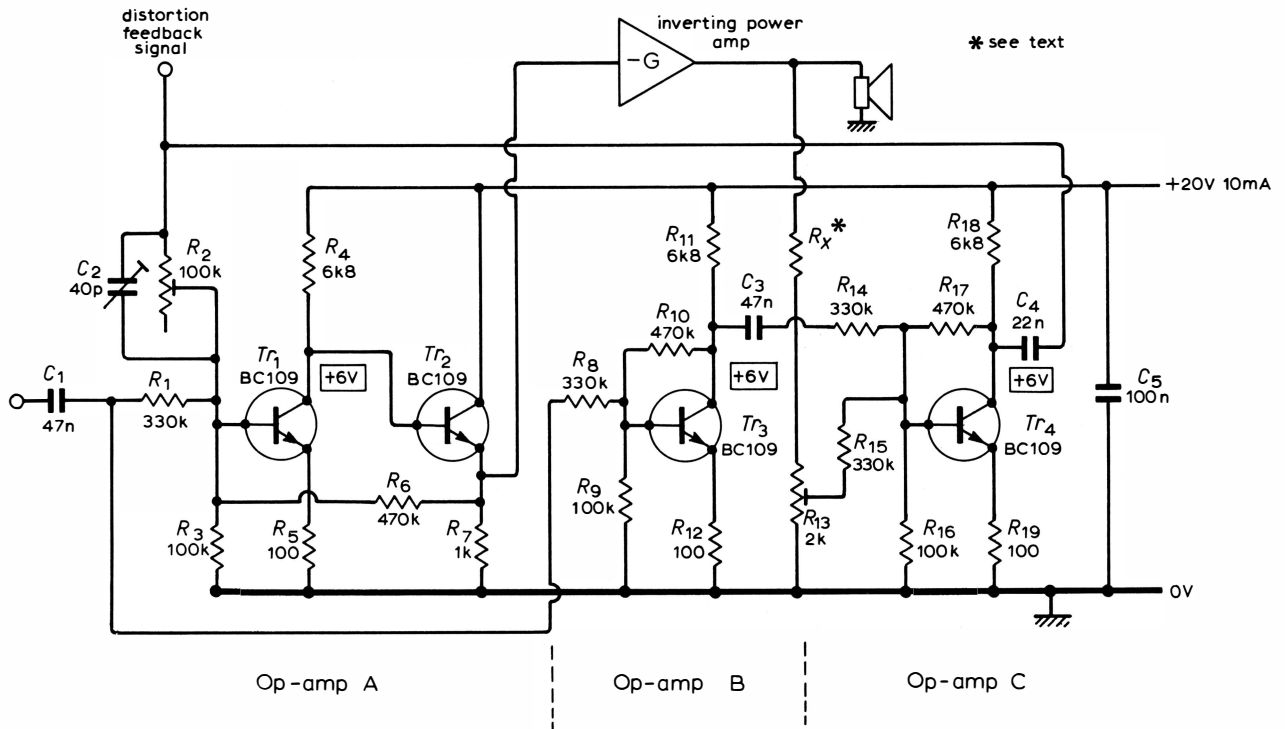 distortion
feedback
signal
inverting power
amp
* see text
-G
+20V 10mA
C2
40p
R2
100k
R4
6k8
R11
6k8
RX*
R18
6k8
C3
47n
R14
330k
R17
470k
C4
22n
R10
470k
Tr1
BC109
+6V
Tr2
BC109
R8
330k
+6V
+6V
C5
100n
C1
47n
R1
330k
Tr3
BC109
R15
330k
Tr4
BC109
R6
470k
R9
100k
R13
2k
R3
100k
R5
100
R7
1k
R12
100
R16
100k
R19
100
0V
Op-amp A
Op-amp B
Op-amp C